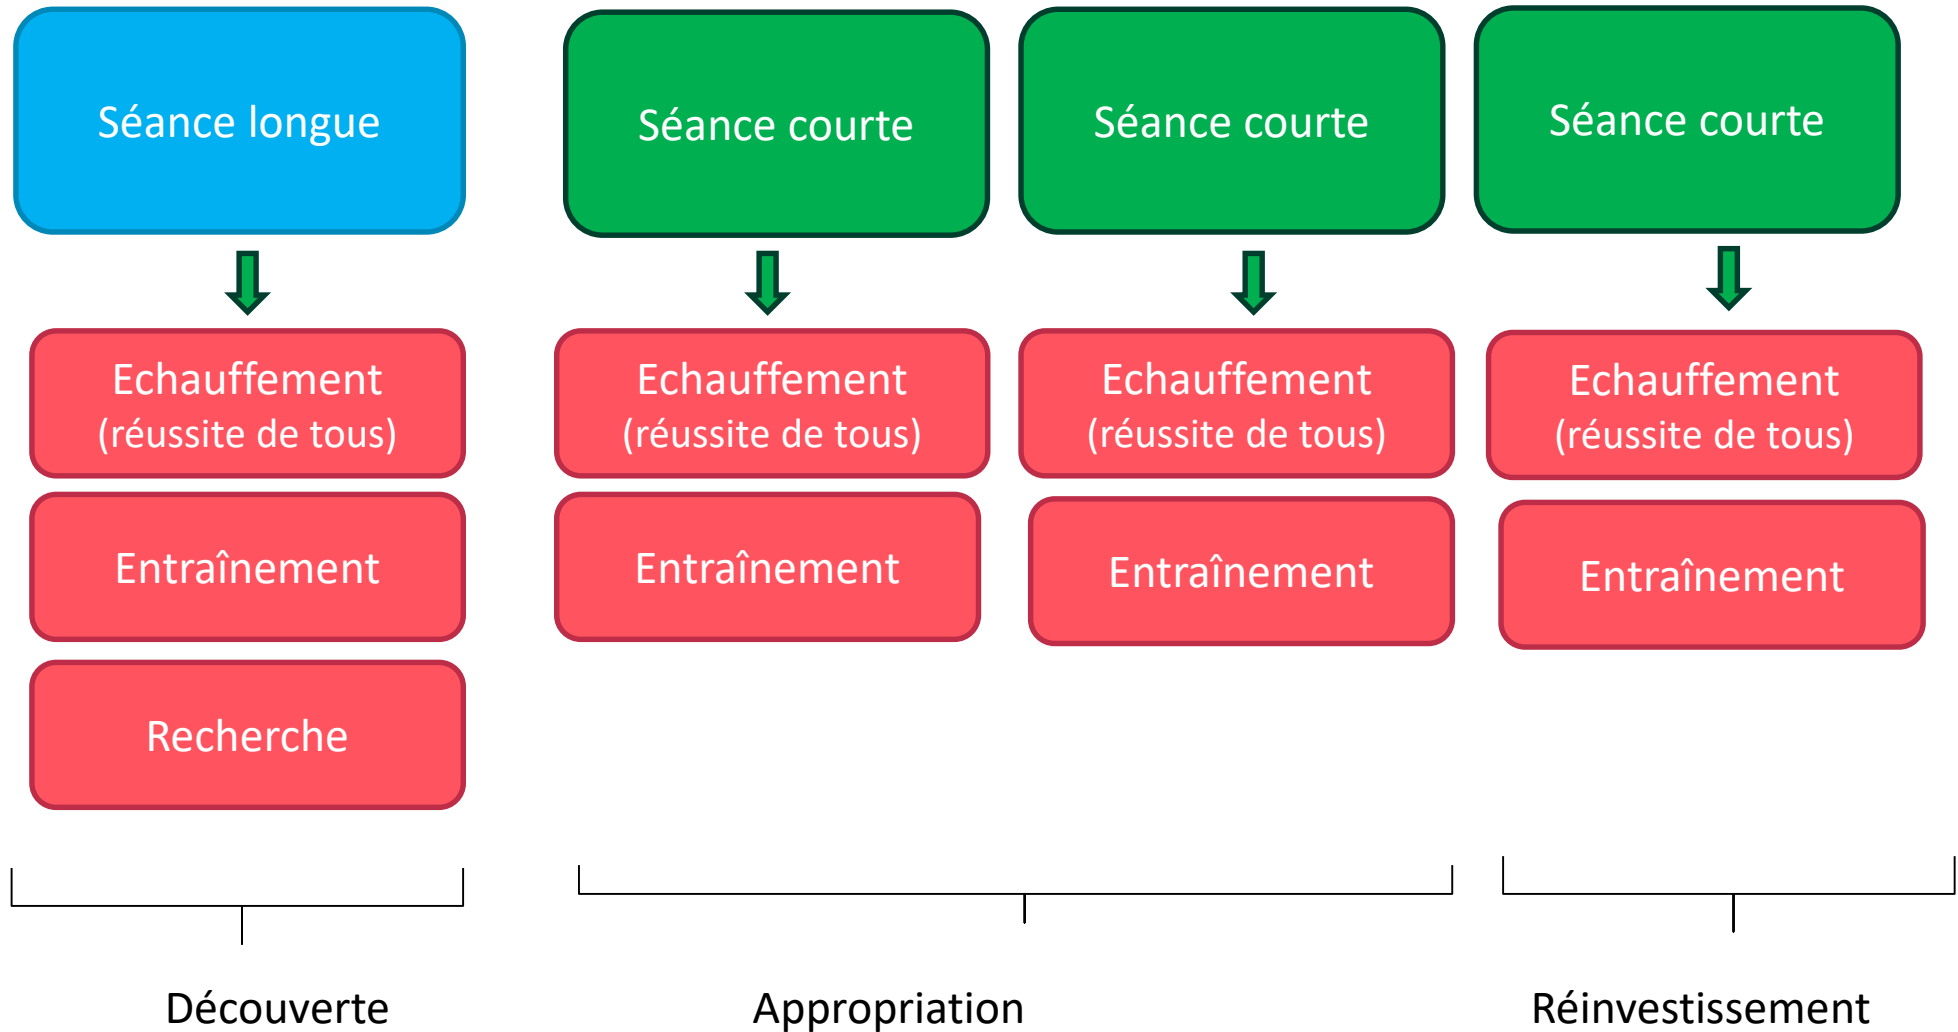 Séance longue
Séance courte
Séance courte
Séance courte
Echauffement
(réussite de tous)
Echauffement
(réussite de tous)
Echauffement
(réussite de tous)
Echauffement
(réussite de tous)
Entraînement
Entraînement
Entraînement
Entraînement
Recherche
Découverte
Appropriation
Réinvestissement